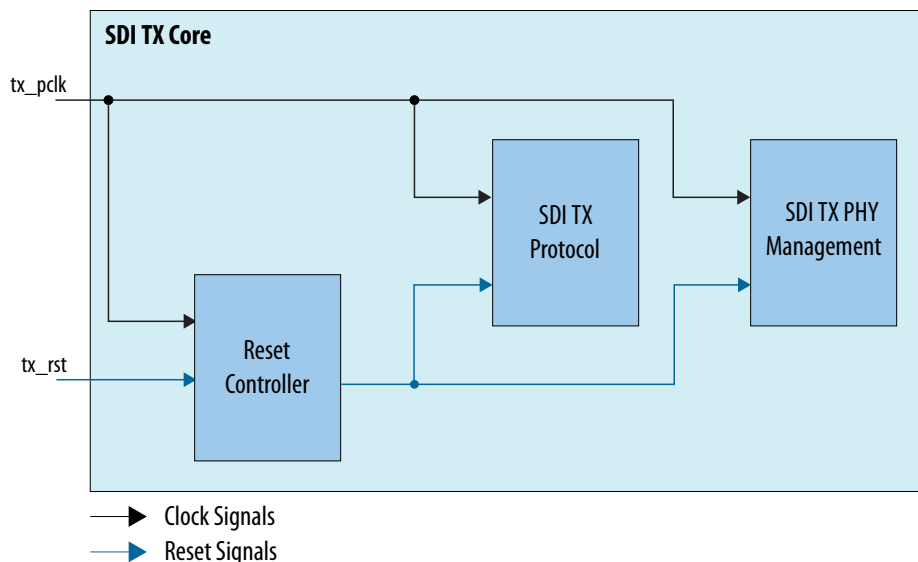 SDI TX Core
tx_pclk
SDI TX
Protocol
SDI TX PHY
Management
Reset
Controller
tx_rst
Clock Signals
Reset Signals